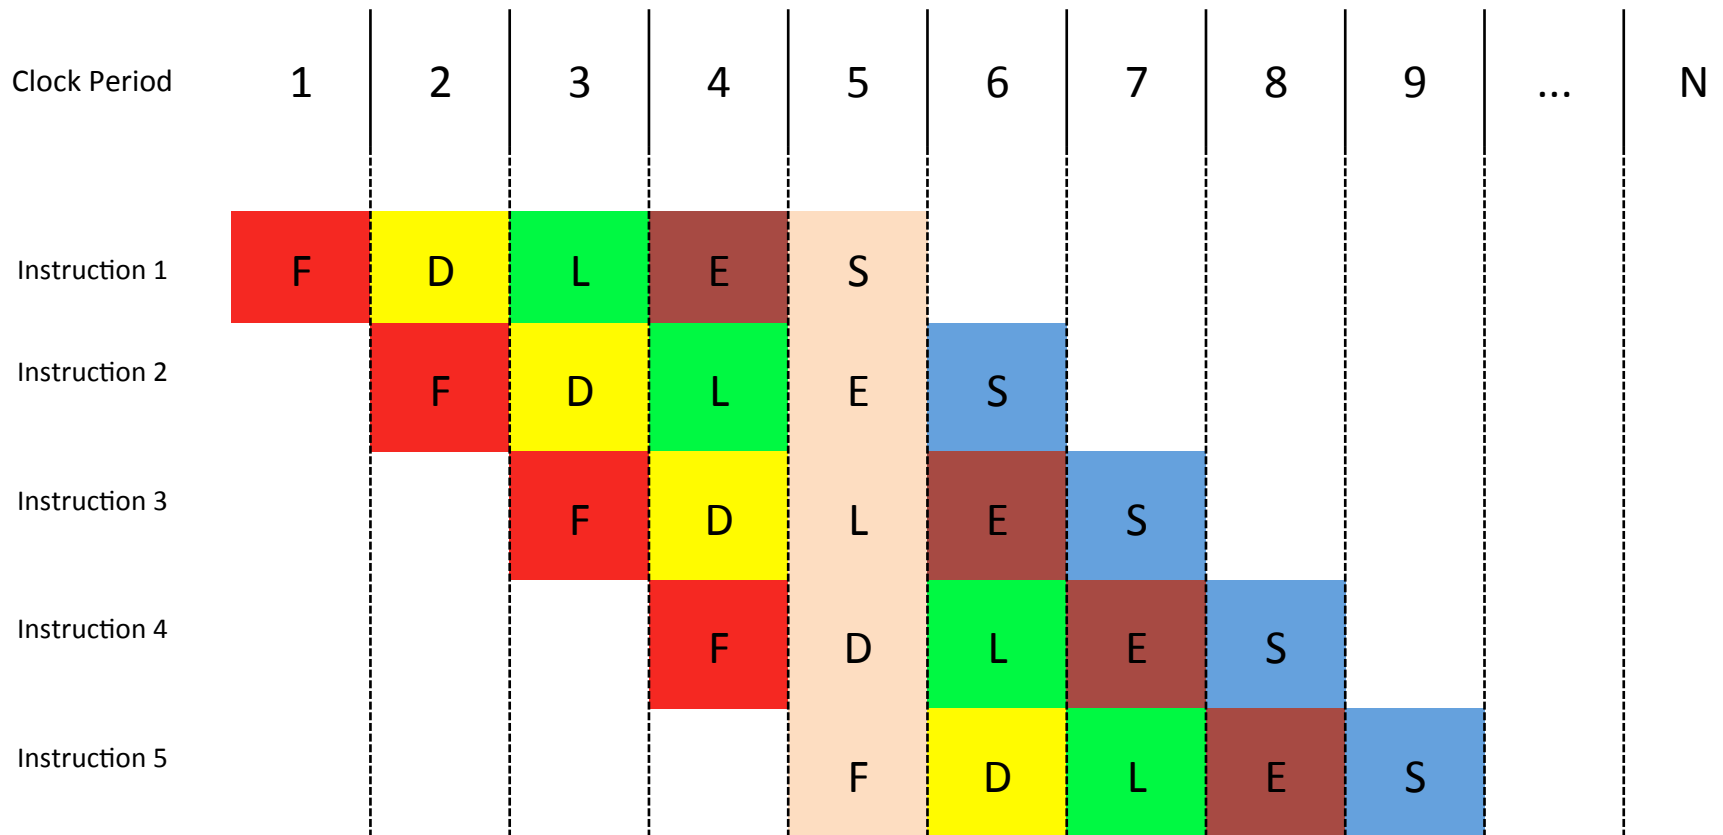 Clock Period 1 2 3 4 5 6 7 8 9 ... N
Instruction 1 F D L E S
Instruction 2 F D L E S
Instruction 3 F D L E S
Instruction 4 F D L E S
Instruction 5 F D L E S